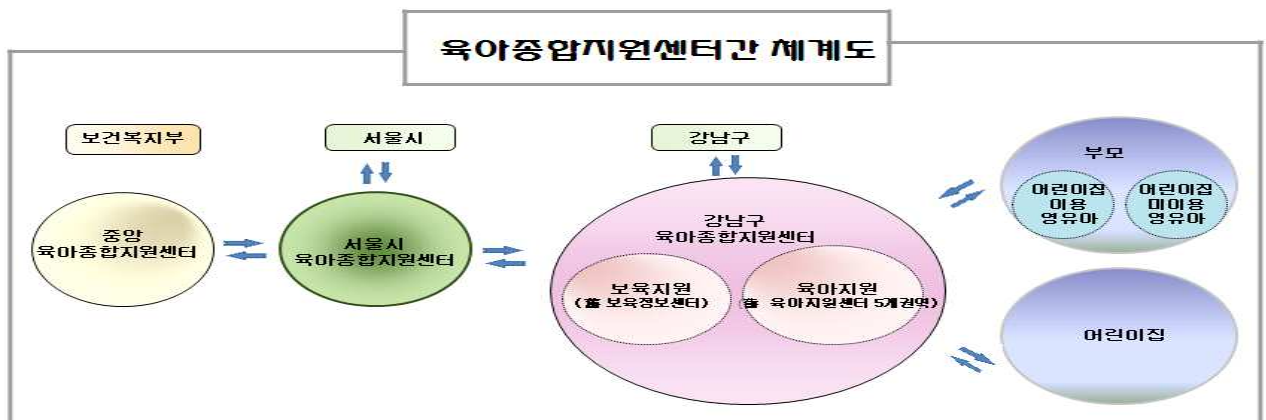 육아종합지원센터간 체계도
보건복지부
서울시
강남구
부모
어린이집
이용
영유아
어린이집
미이용
영유아
중앙
육아종합지원센터
서울시
육아종합지원센터
강남구
육아종합지원센터
보육지원
(舊 보육정보센터)
육아지원
(舊 육아지원센터 5개권역)
어린이집